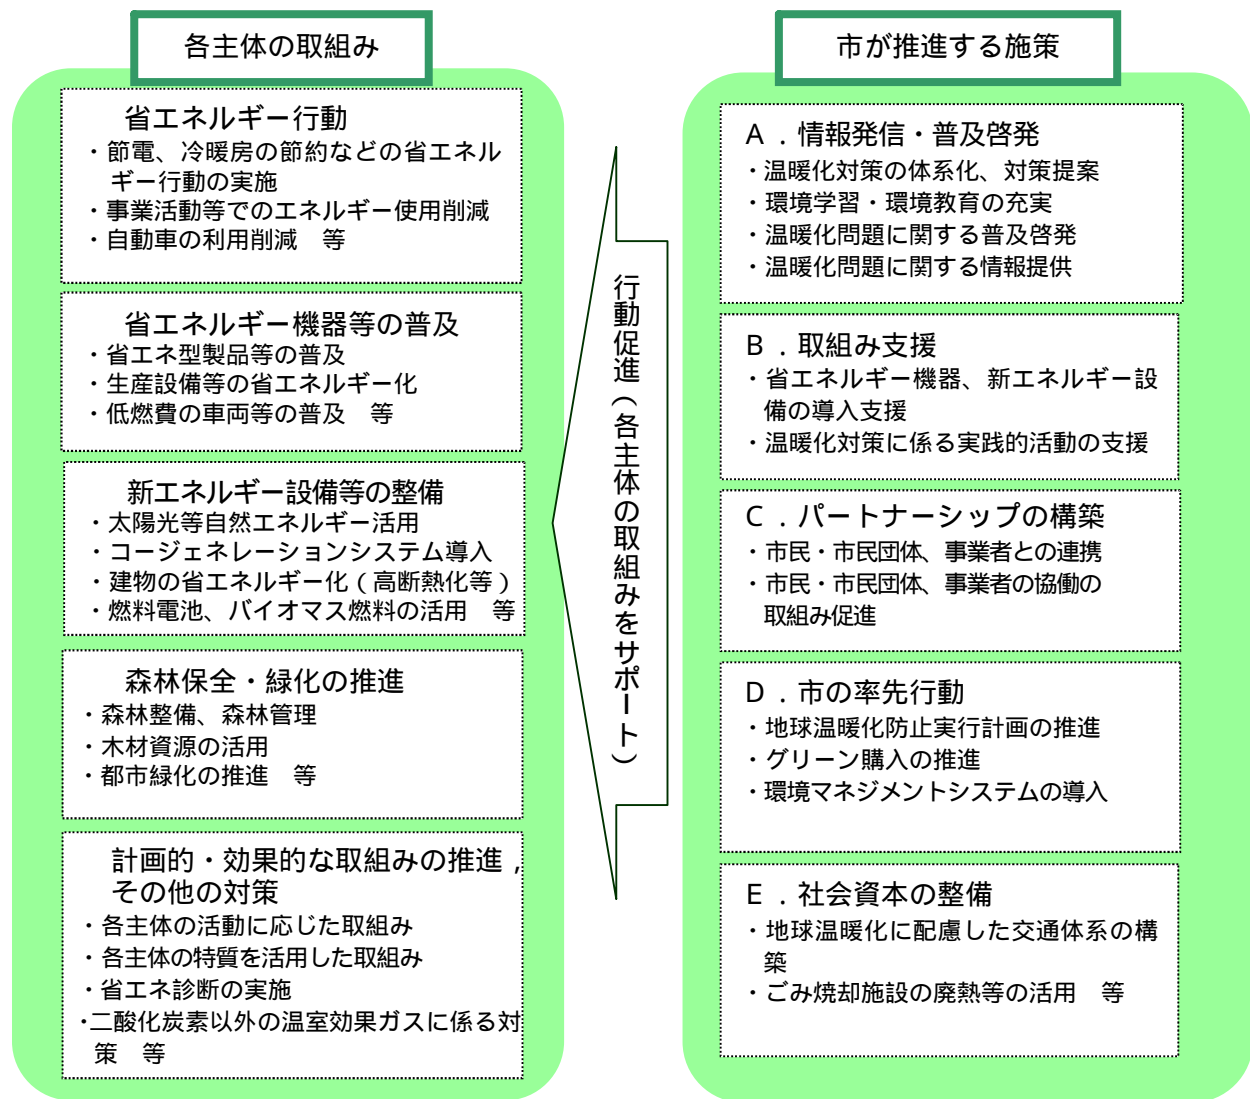 各主体の取組み
省エネルギー行動
・節電、冷暖房の節約などの省エネル
ギー行動の実施
・事業活動等でのエネルギー使用削減
・自動車の利用削減　等
省エネルギー機器等の普及
・省エネ型製品等の普及
・生産設備等の省エネルギー化
・低燃費の車両等の普及　等
新エネルギー設備等の整備
・太陽光等自然エネルギー活用
・コージェネレーションシステム導入
・建物の省エネルギー化（高断熱化等）
・燃料電池、バイオマス燃料の活用　等
森林保全・緑化の推進
・森林整備、森林管理
・木材資源の活用
・都市緑化の推進　等
計画的・効果的な取組みの推進，
その他の対策
・各主体の活動に応じた取組み
・各主体の特質を活用した取組み
・省エネ診断の実施
・二酸化炭素以外の温室効果ガスに係る対
策　等
行動促進（各主体の取組みをサポート）
市が推進する施策
Ａ．情報発信・普及啓発
・温暖化対策の体系化、対策提案
・環境学習・環境教育の充実
・温暖化問題に関する普及啓発
・温暖化問題に関する情報提供
Ｂ．取組み支援
・省エネルギー機器、新エネルギー設
備の導入支援
・温暖化対策に係る実践的活動の支援
Ｃ．パートナーシップの構築
・市民・市民団体、事業者との連携
・市民・市民団体、事業者の協働の
取組み促進
Ｄ．市の率先行動
・地球温暖化防止実行計画の推進
・グリーン購入の推進
・環境マネジメントシステムの導入
Ｅ．社会資本の整備
・地球温暖化に配慮した交通体系の構
築
・ごみ焼却施設の廃熱等の活用　等